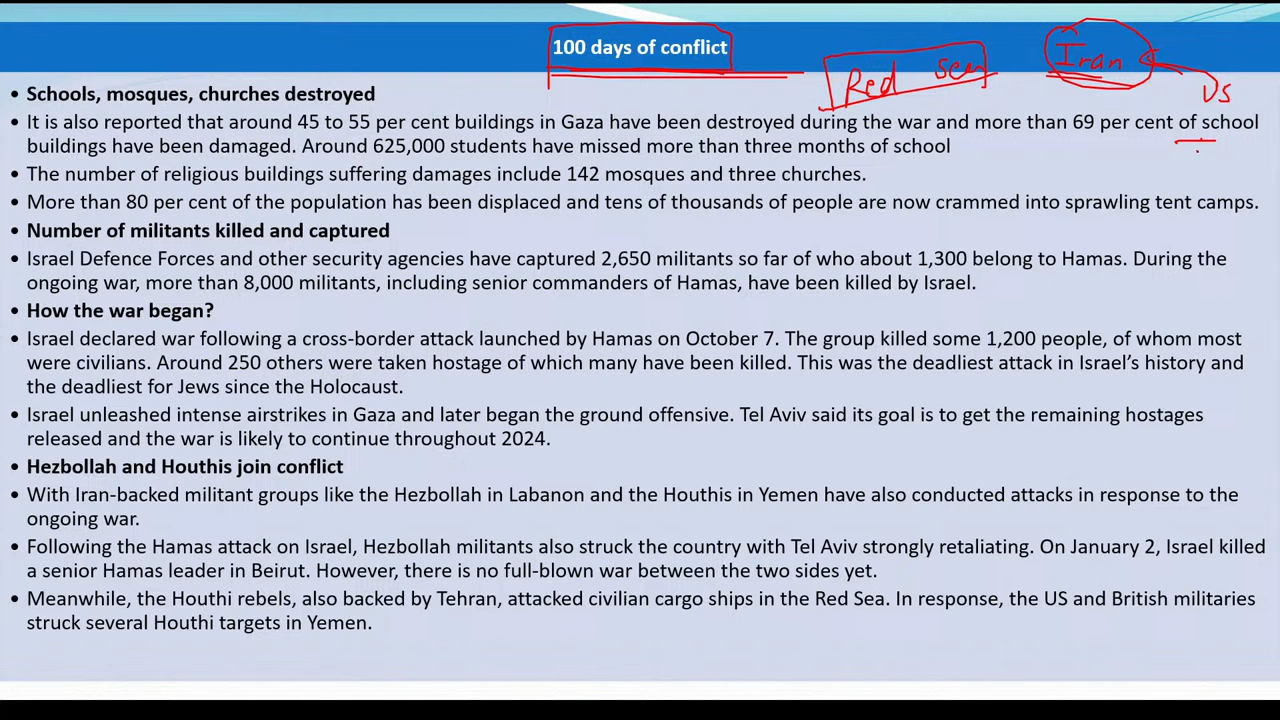 100 days of conflict
Red sea
Iran
US
• Schools, mosques, churches destroyed
• It is also reported that around 45 to 55 per cent buildings in Gaza have been destroyed during the war and more than 69 per cent of school
buildings have been damaged. Around 625,000 students have missed more than three months of school
• The number of religious buildings suffering damages include 142 mosques and three churches.
• More than 80 per cent of the population has been displaced and tens of thousands of people are now crammed into sprawling tent camps.
• Number of militants killed and captured
• Israel Defence Forces and other security agencies have captured 2,650 militants so far of who about 1,300 belong to Hamas. During the
ongoing war, more than 8,000 militants, including senior commanders of Hamas, have been killed by Israel.
• How the war began?
• Israel declared war following a cross-border attack launched by Hamas on October 7. The group killed some 1,200 people, of whom most
were civilians. Around 250 others were taken hostage of which many have been killed. This was the deadliest attack in Israel’s history and
the deadliest for Jews since the Holocaust.
• Israel unleashed intense airstrikes in Gaza and later began the ground offensive. Tel Aviv said its goal is to get the remaining hostages
released and the war is likely to continue throughout 2024.
• Hezbollah and Houthis join conflict
• With Iran-backed militant groups like the Hezbollah in Labanon and the Houthis in Yemen have also conducted attacks in response to the
ongoing war.
• Following the Hamas attack on Israel, Hezbollah militants also struck the country with Tel Aviv strongly retaliating. On January 2, Israel killed
a senior Hamas leader in Beirut. However, there is no full-blown war between the two sides yet.
• Meanwhile, the Houthi rebels, also backed by Tehran, attacked civilian cargo ships in the Red Sea. In response, the US and British militaries
struck several Houthi targets in Yemen.